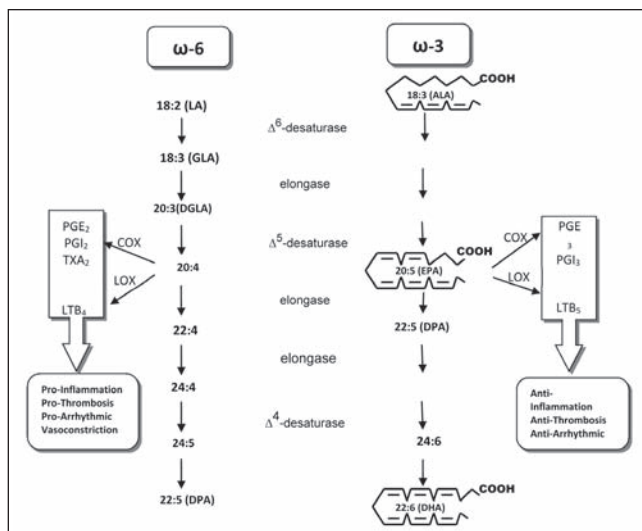 ω-6
ω-3
COOH
18:3 (ALA)
18:2 (LA)
Δ6-desaturase
18:3 (GLA)
elongase
20:3(DGLA)
PGE2
PGI2
TXA2
COX
LOX
LTB4
Δ5-desaturase
20:4
COOH
20:5 (EPA)
COX
LOX
PGE
3
PGI3
LTB5
elongase
22:4
22:5 (DPA)
elongase
24:4
Pro-Inflammation
Pro-Thrombosis
Pro-Arrhythmic
Vasoconstriction
Anti-
Inflammation
Anti-Thrombosis
Anti-Arrhythmic
Δ4-desaturase
24:5
24:6
22:5 (DPA)
COOH
22:6 (DHA)